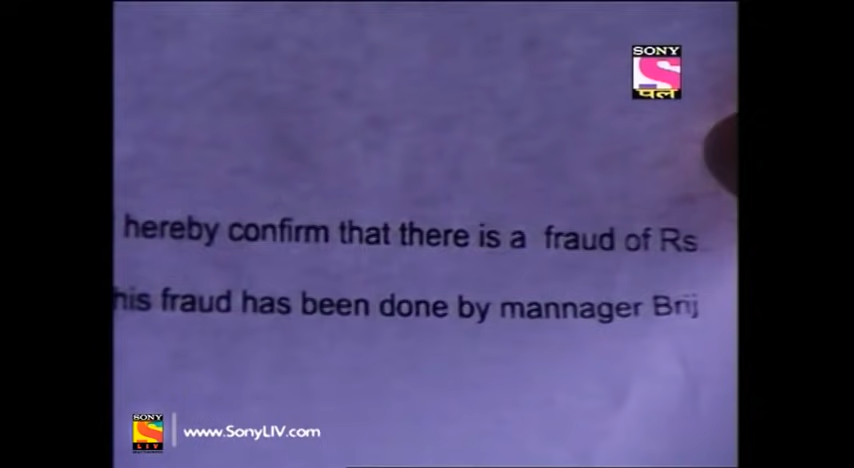 SONY
S
पल
hereby confirm that there is a fraud of Rs
his fraud has been done by mannager Brij
SONY
S
LIV
www.SonyLIV.com